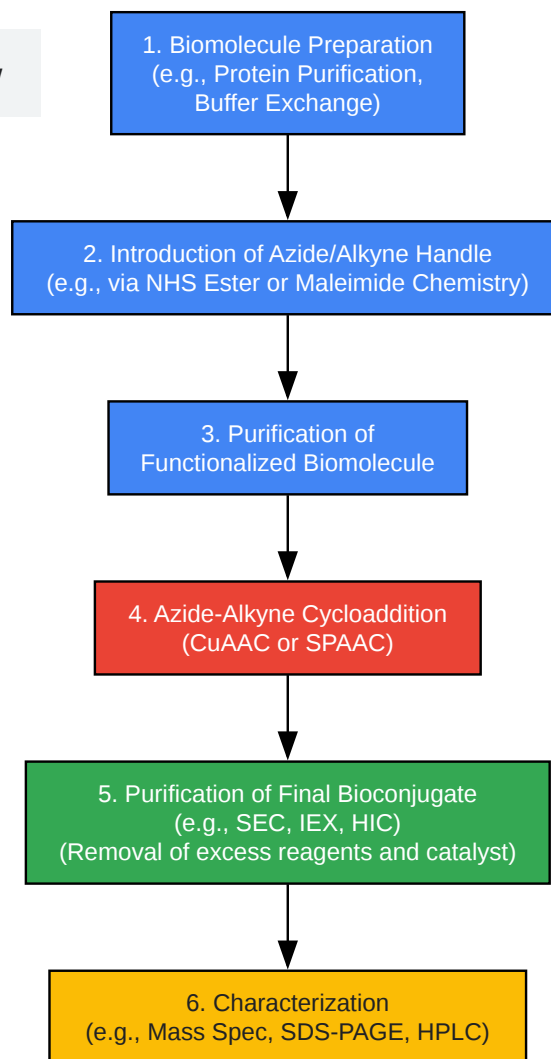 1. Biomolecule Preparation
(e.g., Protein Purification,
Buffer Exchange)
2. Introduction of Azide/Alkyne Handle
(e.g., via NHS Ester or Maleimide Chemistry)
3. Purification of
Functionalized Biomolecule
4. Azide-Alkyne Cycloaddition
(CuAAC or SPAAC)
5. Purification of Final Bioconjugate
(e.g., SEC, IEX, HIC)
(Removal of excess reagents and catalyst)
6. Characterization
(e.g., Mass Spec, SDS-PAGE, HPLC)